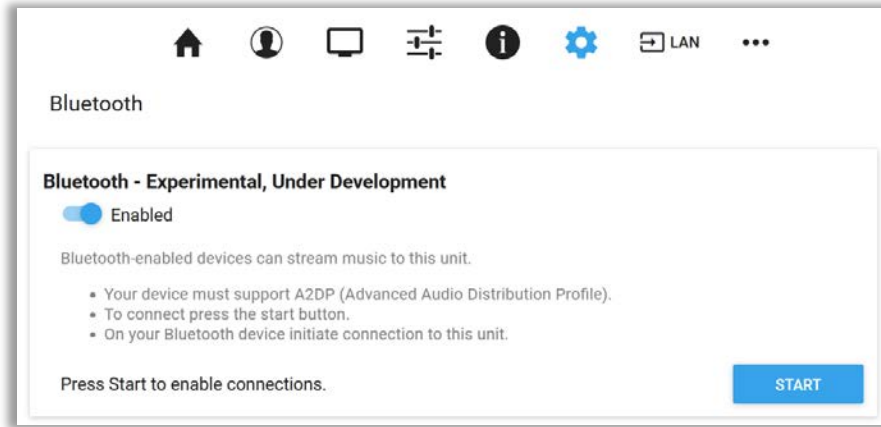 LAN
Bluetooth
Bluetooth - Experimental, Under Development
Enabled
Bluetooth-enabled devices can stream music to this unit.
• Your device must support A2DP (Advanced Audio Distribution Profile).
• To connect press the start button.
• On your Bluetooth device initiate connection to this unit.
Press Start to enable connections.
START